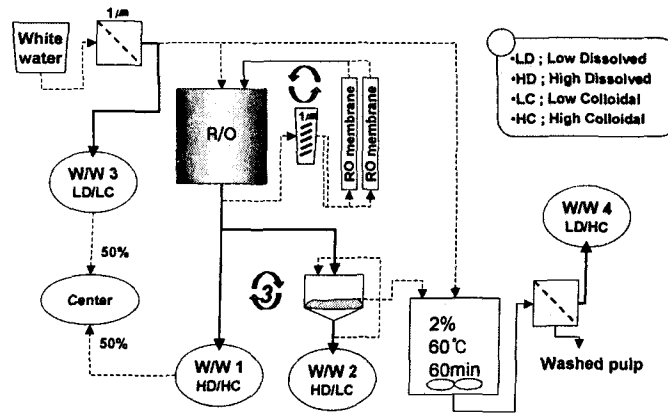 White
water
1㎛
R/O
1㎛
RO membrane
RO membrane
•LD ; Low Dissolved
•HD ; High Dissolved
•LC ; Low Colloidal
•HC ; High Colloidal
W/W 3
LD/LC
50%
Center
50%
W/W 1
HD/HC
3
W/W 2
HD/LC
2%
60℃
60min
W/W 4
LD/HC
Washed pulp